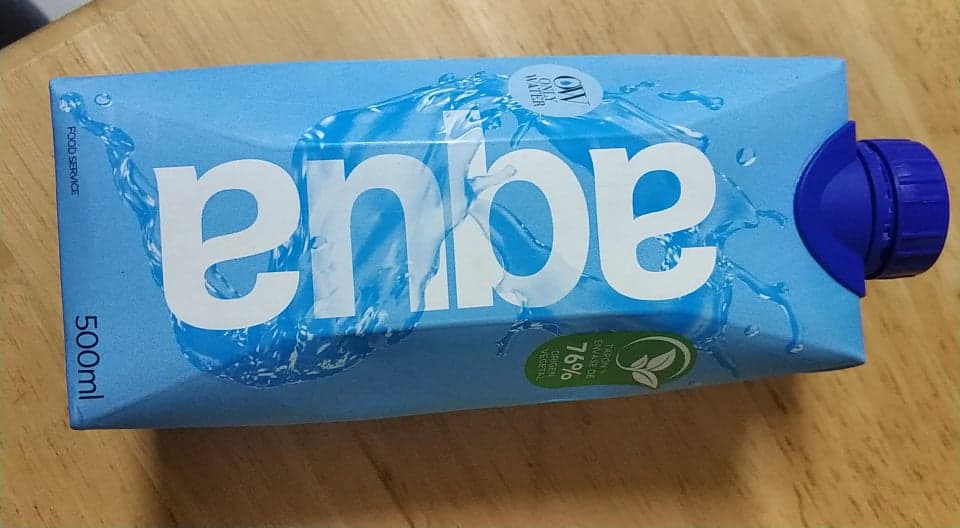 OW
ONLY
WATER
aqua
TAPÓN Y
ENVASE DE
76%
ORIGEN
VEGETAL
FOOD SERVICE
500ml